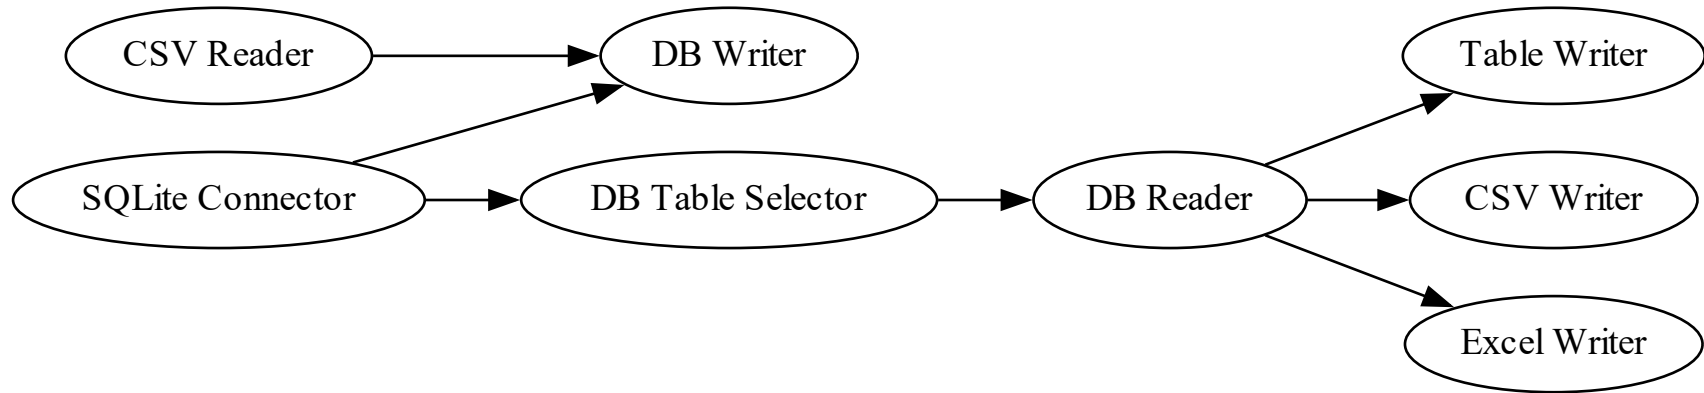 CSV Reader
DB Writer
Table Writer
SQLite Connector
DB Table Selector
DB Reader
CSV Writer
Excel Writer